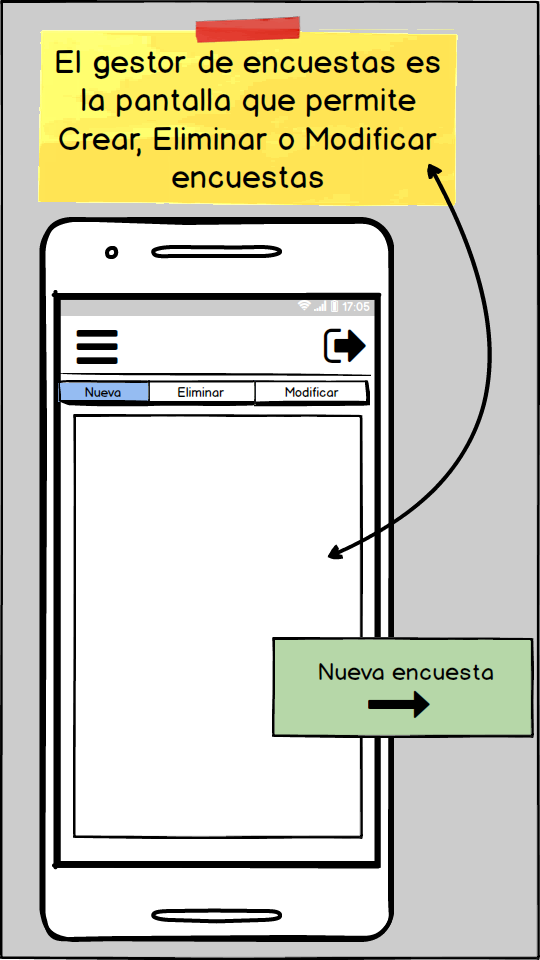 El gestor de encuestas es
la pantalla que permite
Crear, Eliminar o Modificar
encuestas
17:05
Nueva Eliminar Modificar
Nueva encuesta